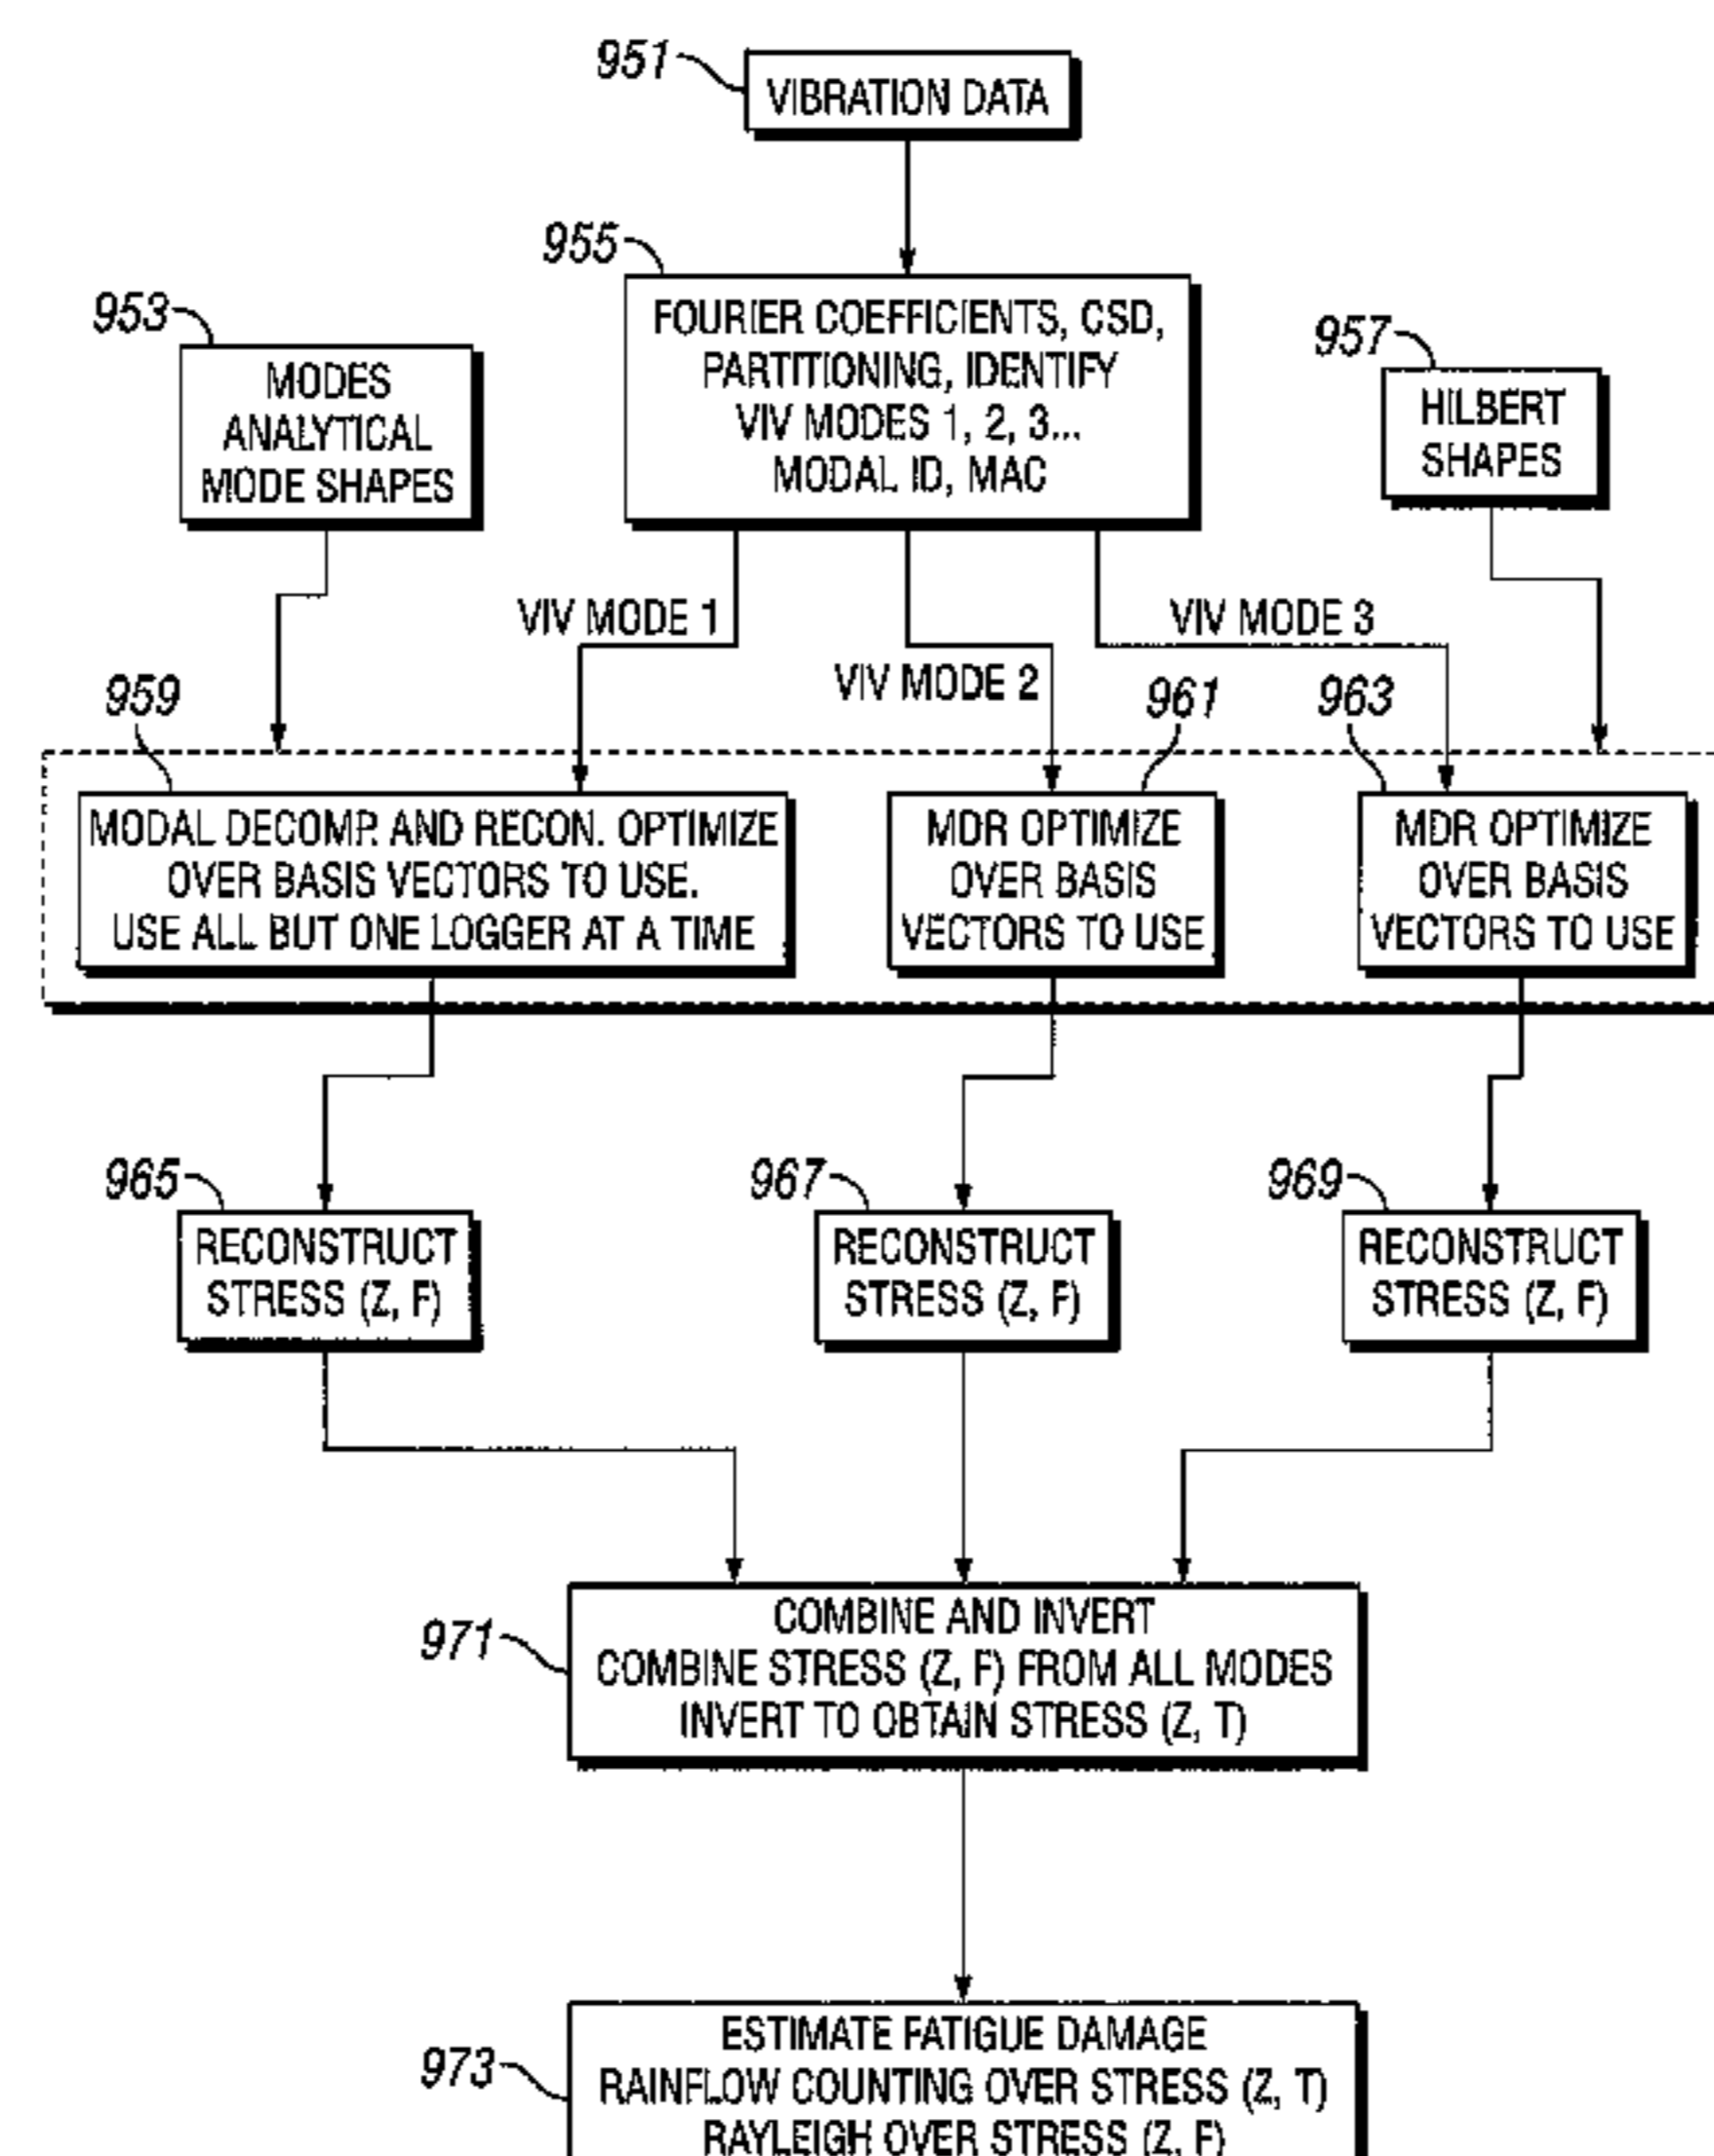 951
VIBRATION DATA
955
FOURIER COEFFICIENTS, CSD,
PARTITIONING, IDENTIFY
VIV MODES 1, 2, 3...
MODAL ID, MAC
953
MODES
ANALYTICAL
MODE SHAPES
957
HILBERT
SHAPES
VIV MODE 1
VIV MODE 2
VIV MODE 3
959
MODAL DECOMP. AND RECON. OPTIMIZE
OVER BASIS VECTORS TO USE.
USE ALL BUT ONE LOGGER AT A TIME
961
MDR OPTIMIZE
OVER BASIS
VECTORS TO USE
963
MDR OPTIMIZE
OVER BASIS
VECTORS TO USE
965
RECONSTRUCT
STRESS (Z, F)
967
RECONSTRUCT
STRESS (Z, F)
969
RECONSTRUCT
STRESS (Z, F)
971
COMBINE AND INVERT
COMBINE STRESS (Z, F) FROM ALL MODES
INVERT TO OBTAIN STRESS (Z, T)
973
ESTIMATE FATIGUE DAMAGE
RAINFLOW COUNTING OVER STRESS (Z, T)
RAYLEIGH OVER STRESS (Z, F)